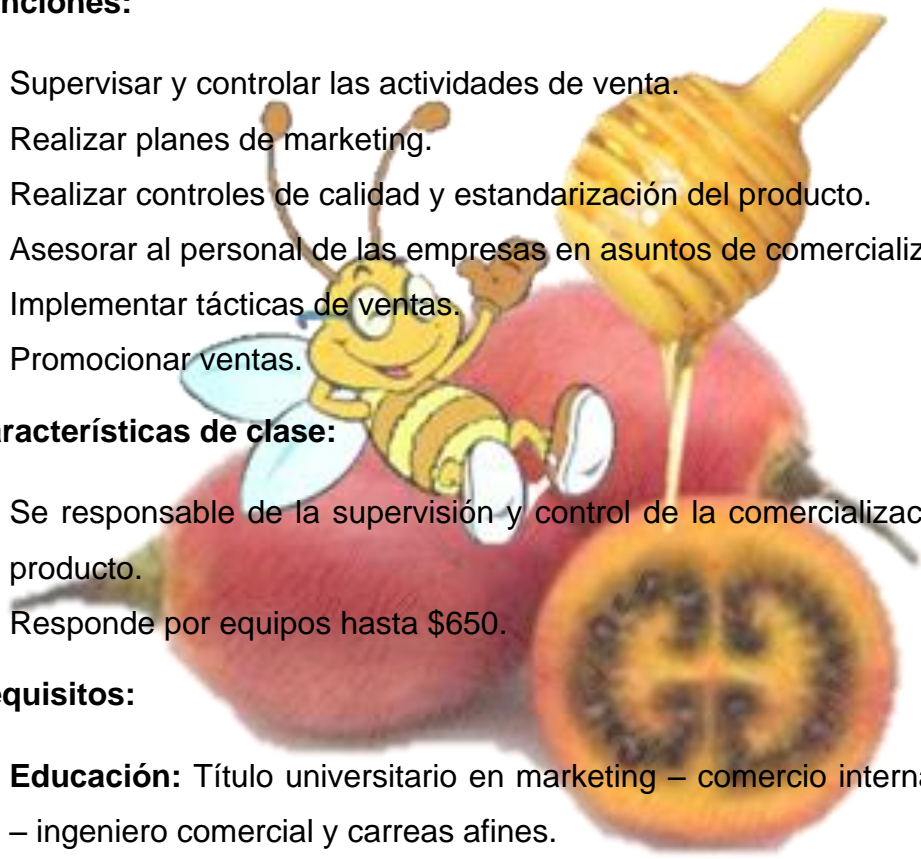 nciones:
Supervisar y controlar las actividades de venta.
Realizar planes de marketing.
Realizar controles de calidad y estandarización del producto.
Asesorar al personal de las empresas en asuntos de comercializ
Implementar tácticas de ventas.
Promocionar ventas.
racterísticas de clase:
Se responsable de la supervisión y control de la comercializac
producto.
Responde por equipos hasta $650.
equisitos:
Educación: Título universitario en marketing – comercio interna
– ingeniero comercial y carreas afines.